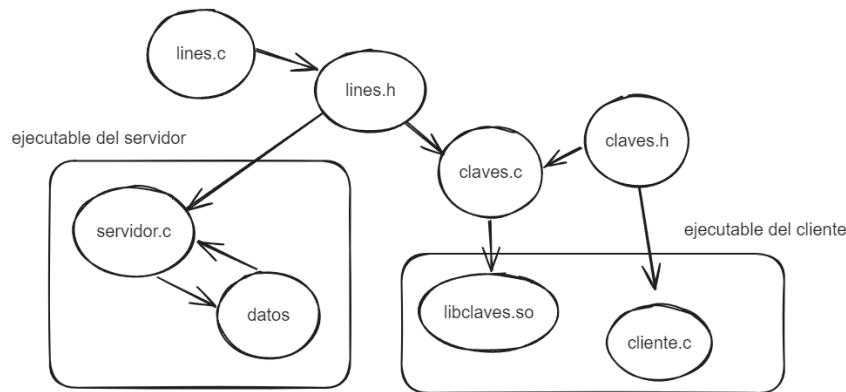 lines.c
lines.h
ejecutable del servidor
claves.h
claves.c
servidor.c
ejecutable del cliente
datos
libclaves.so
cliente.c